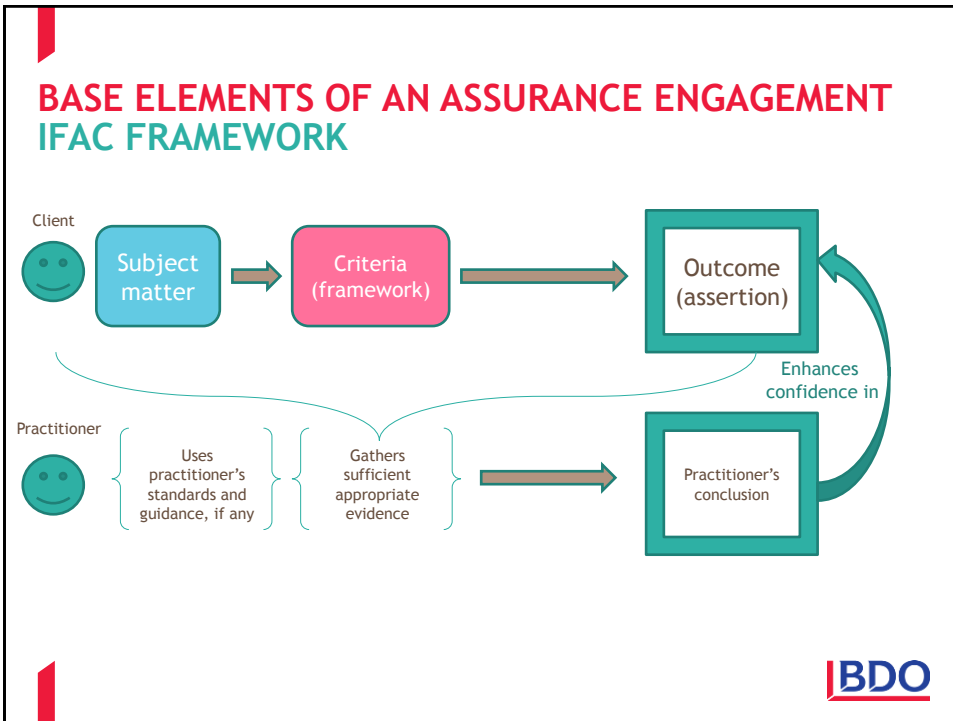 BASE ELEMENTS OF AN ASSURANCE ENGAGEMENT
IFAC FRAMEWORK
Client
Subject
matter
Criteria
(framework)
Outcome
(assertion)
Enhances
confidence in
Practitioner
Uses
practitioner's
standards and
guidance, if any
Gathers
sufficient
appropriate
evidence
Practitioner's
conclusion
BDO